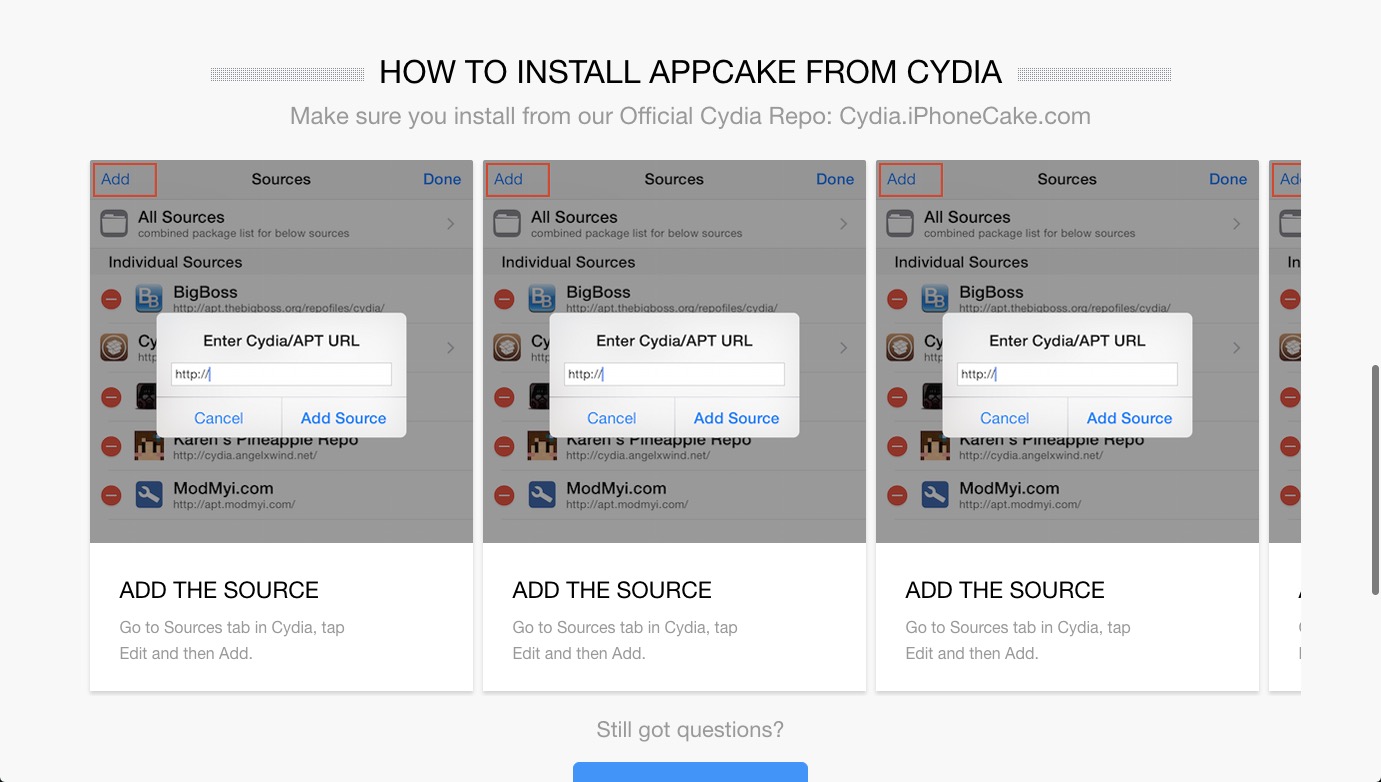 HOW TO INSTALL APPCAKE FROM CYDIA
Make sure you install from our Official Cydia Repo: Cydia.iPhoneCake.com
Add Sources Done
All Sources
combined package list for below sources
Individual Sources
BigBoss
http://apt.thebigboss.org/repofiles/cydia/
Cy
http
Enter Cydia/APT URL
http://
Cancel Add Source
Karen's Pineapple Repo
http://cydia.angelxwind.net/
ModMyi.com
http://apt.modmyi.com/
ADD THE SOURCE
Go to Sources tab in Cydia, tap
Edit and then Add.
Add Sources Done
All Sources
combined package list for below sources
Individual Sources
BigBoss
http://apt.thebigboss.org/repofiles/cydia/
Cy
http
Enter Cydia/APT URL
http://
Cancel Add Source
Karen's Pineapple Repo
http://cydia.angelxwind.net/
ModMyi.com
http://apt.modmyi.com/
ADD THE SOURCE
Go to Sources tab in Cydia, tap
Edit and then Add.
Add Sources Done
All Sources
combined package list for below sources
Individual Sources
BigBoss
http://apt.thebigboss.org/repofiles/cydia/
Cy
http
Enter Cydia/APT URL
http://
Cancel Add Source
Karen's Pineapple Repo
http://cydia.angelxwind.net/
ModMyi.com
http://apt.modmyi.com/
ADD THE SOURCE
Go to Sources tab in Cydia, tap
Edit and then Add.
Still got questions?